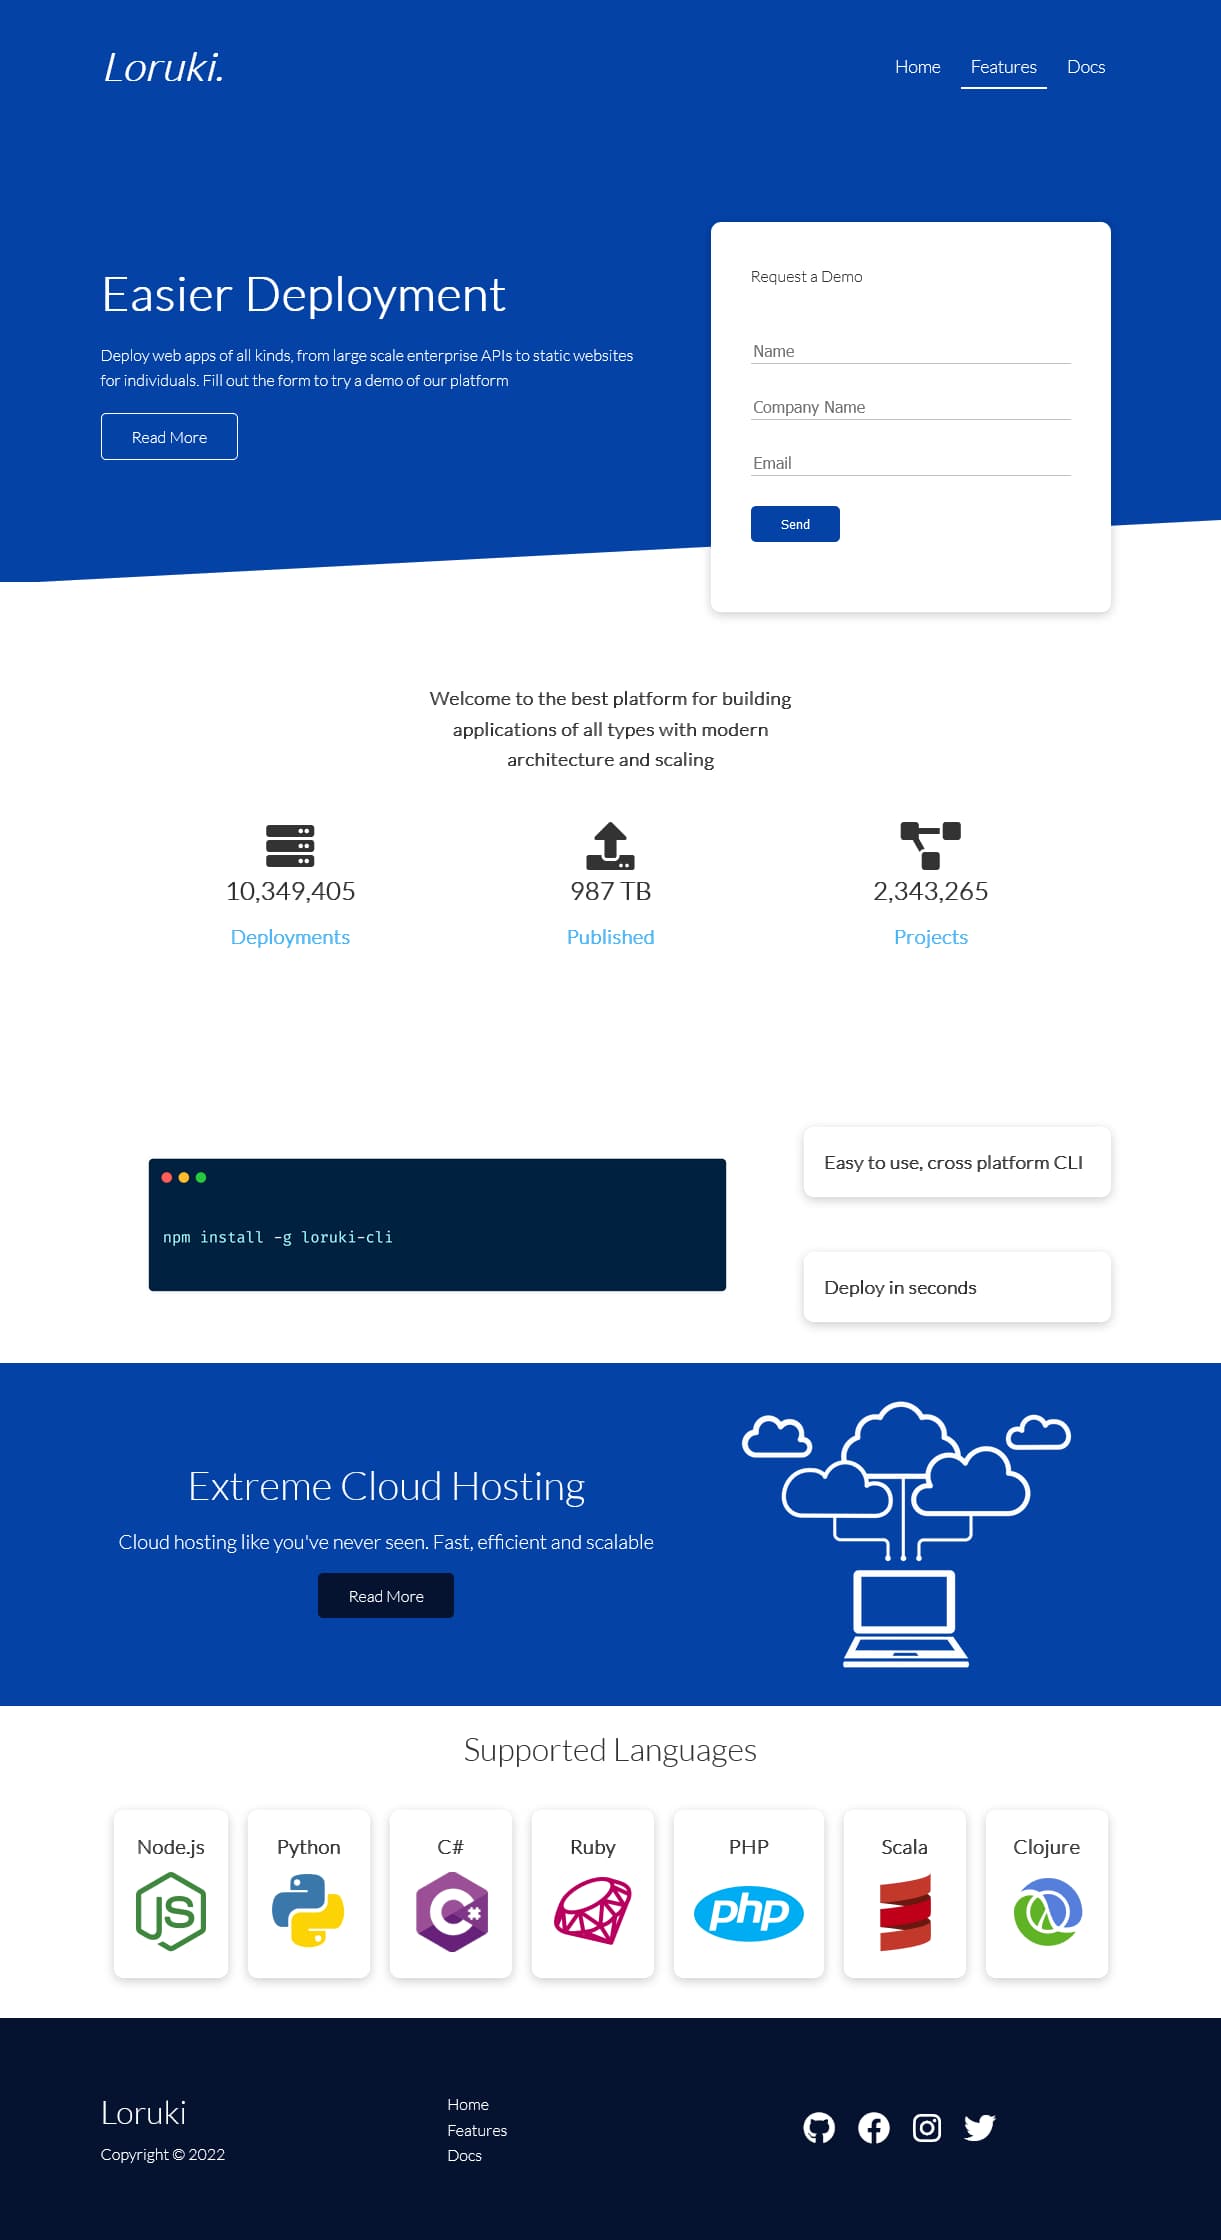 Loruki.
Home
Features
Docs
Easier Deployment
Deploy web apps of all kinds, from large scale enterprise APIs to static websites
for individuals. Fill out the form to try a demo of our platform
Read More
Request a Demo
Name
Company Name
Email
Send
Welcome to the best platform for building
applications of all types with modern
architecture and scaling
10,349,405
Deployments
987 TB
Published
2,343,265
Projects
npm install -g loruki-cli
Easy to use, cross platform CLI
Deploy in seconds
Extreme Cloud Hosting
Cloud hosting like you've never seen. Fast, efficient and scalable
Read More
Supported Languages
Node.js
JS
Python
C#
C#
Ruby
PHP
php
Scala
Clojure
Loruki
Copyright © 2022
Home
Features
Docs